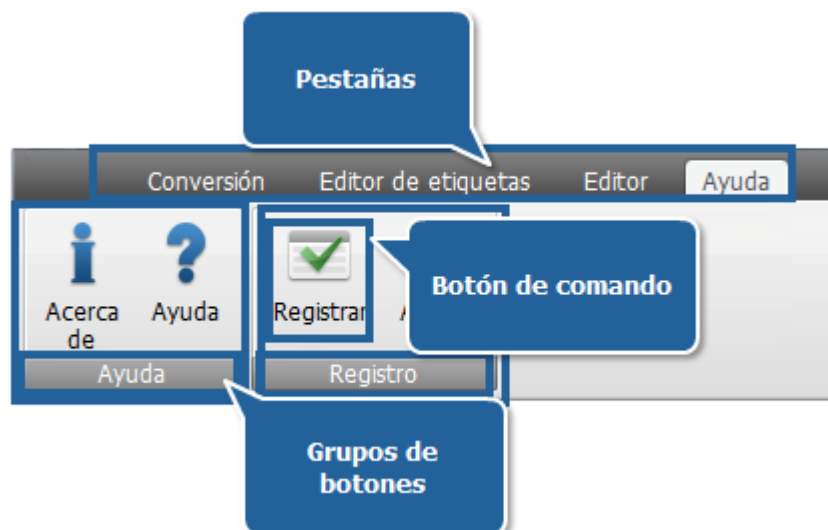 Pestañas
Conversión Editor de etiquetas Editor Ayuda
Botón de comando
Acerca de
Ayuda
Registrar
Ayuda
Registro
Grupos de
botones